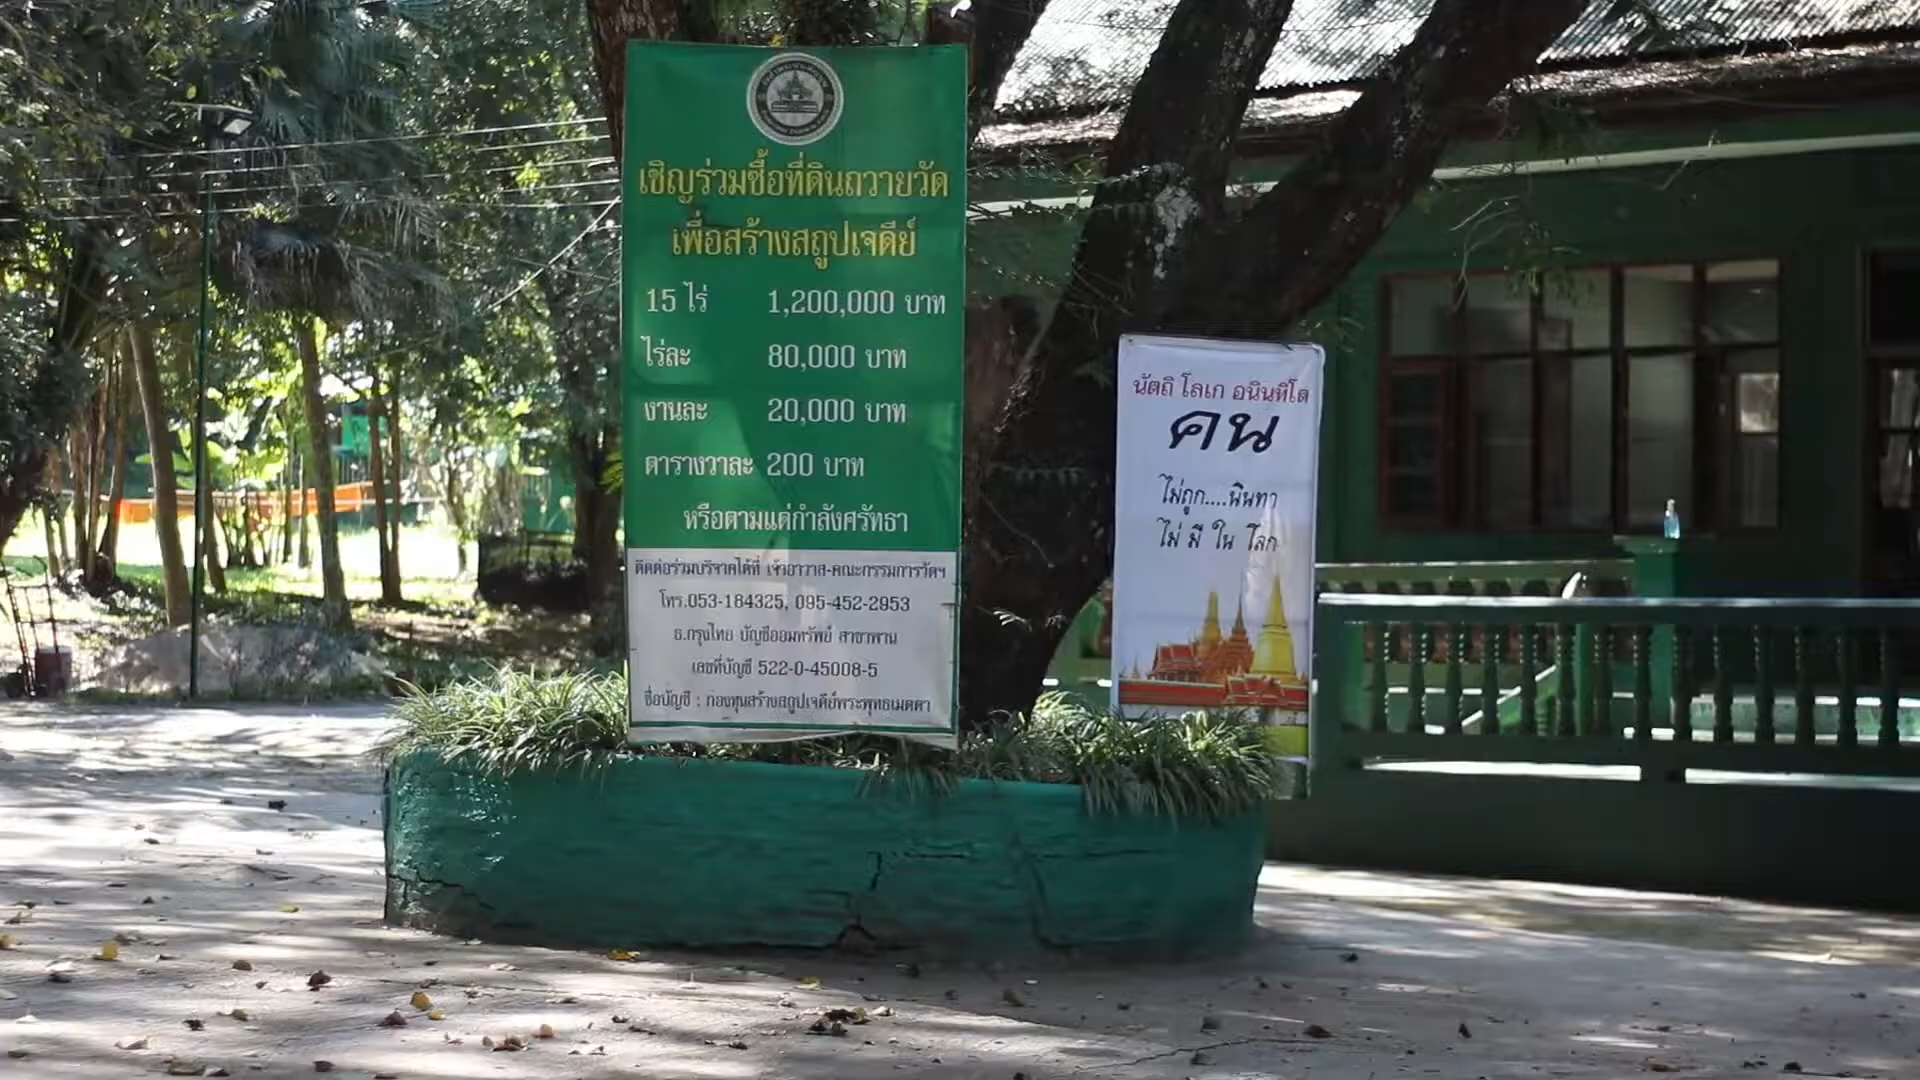 เชิญร่วมซื้อที่ดินถวายวัด
เพื่อสร้างสถูปเจดีย์
15 ไร่ 1,200,000 บาท
ไร่ละ 80,000 บาท
งานละ 20,000 บาท
ตารางวาละ 200 บาท
หรือตามแต่กำลังศรัทธา
ติดต่อร่วมบริจาคได้ที่ เจ้าอาวาส-คณะกรรมการวัดฯ
โทร.053-184325, 095-452-2953
ธ.กรุงไทย บัญชีออมทรัพย์ สาขาพาน
เลขที่บัญชี 522-0-45008-5
ชื่อบัญชี : กองทุนสร้างสถูปเจดีย์พระพุทธเมตตา
นัตถิ โลเก อนินทิโต
คน
ไม่ถูก....นินทา
ไม่ มี ใน โลก